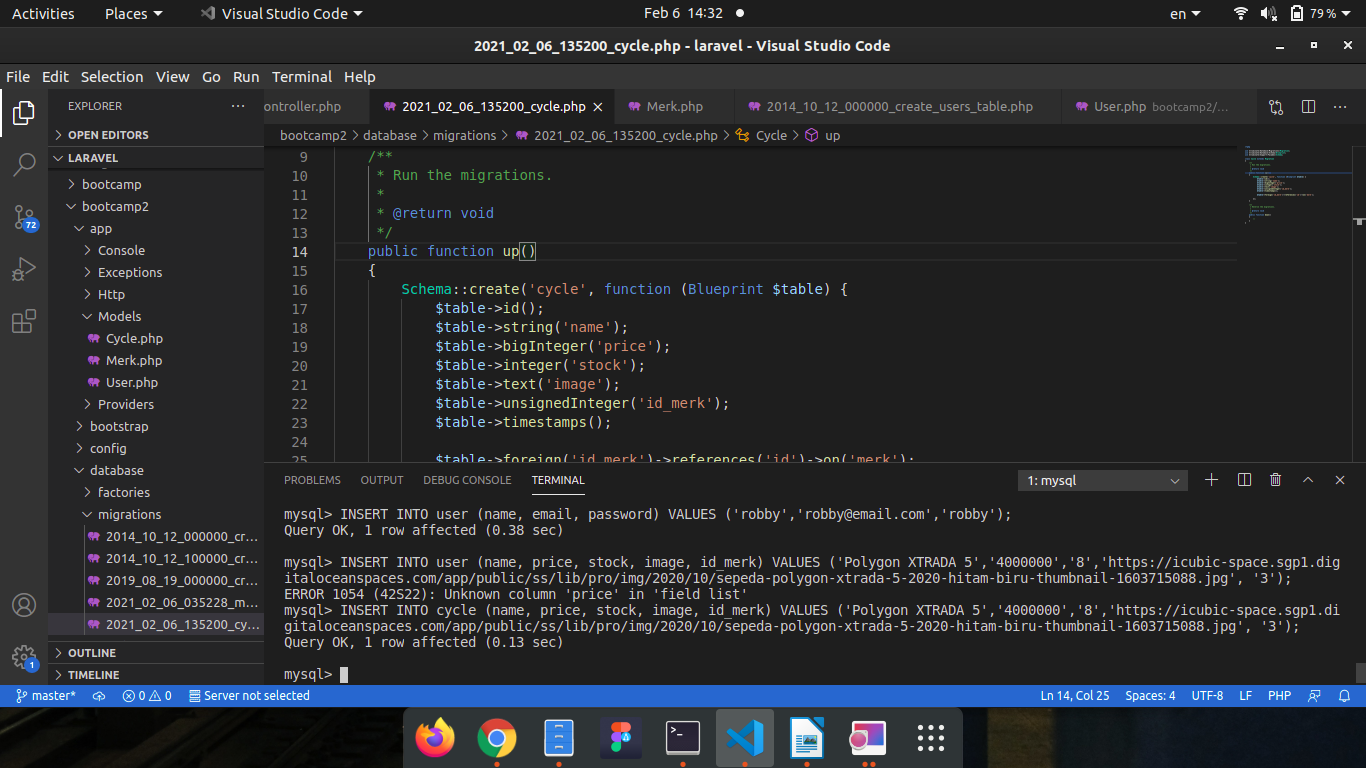 Activities Places Visual Studio Code Feb 6 14:32 en 79 %
2021_02_06_135200_cycle.php - laravel - Visual Studio Code
File Edit Selection View Go Run Terminal Help
EXPLORER
OPEN EDITORS
LARAVEL
bootcamp
bootcamp2
app
Console
Exceptions
Http
Models
Cycle.php
Merk.php
User.php
Providers
bootstrap
config
database
factories
migrations
2014_10_12_000000_cr...
2014_10_12_100000_cr...
2019_08_19_000000_cr...
2021_02_06_035228_m...
2021_02_06_135200_cy...
OUTLINE
TIMELINE
72
1
ontroller.php 2021_02_06_135200_cycle.php Merk.php 2014_10_12_000000_create_users_table.php User.php bootcamp2/...
bootcamp2 > database > migrations > 2021_02_06_135200_cycle.php > Cycle > up
9 /**
10 * Run the migrations.
11 *
12 * @return void
13 */
14 public function up()
15 {
16 Schema::create('cycle', function (Blueprint $table) {
17 $table->id();
18 $table->string('name');
19 $table->bigInteger('price');
20 $table->integer('stock');
21 $table->text('image');
22 $table->unsignedInteger('id_merk');
23 $table->timestamps();
24
25 $table->foreign('id_merk')->references('id')->on('merk');
PROBLEMS OUTPUT DEBUG CONSOLE TERMINAL 1: mysql
mysql> INSERT INTO user (name, email, password) VALUES ('robby','robby@email.com','robby');
Query OK, 1 row affected (0.38 sec)
mysql> INSERT INTO user (name, price, stock, image, id_merk) VALUES ('Polygon XTRADA 5','4000000','8','https://icubic-space.sgp1.dig
italoceanspaces.com/app/public/ss/lib/pro/img/2020/10/sepeda-polygon-xtrada-5-2020-hitam-biru-thumbnail-1603715088.jpg', '3');
ERROR 1054 (42S22): Unknown column 'price' in 'field list'
mysql> INSERT INTO cycle (name, price, stock, image, id_merk) VALUES ('Polygon XTRADA 5','4000000','8','https://icubic-space.sgp1.di
gitaloceanspaces.com/app/public/ss/lib/pro/img/2020/10/sepeda-polygon-xtrada-5-2020-hitam-biru-thumbnail-1603715088.jpg', '3');
Query OK, 1 row affected (0.13 sec)
mysql>
master* 0 0 Server not selected Ln 14, Col 25 Spaces: 4 UTF-8 LF PHP